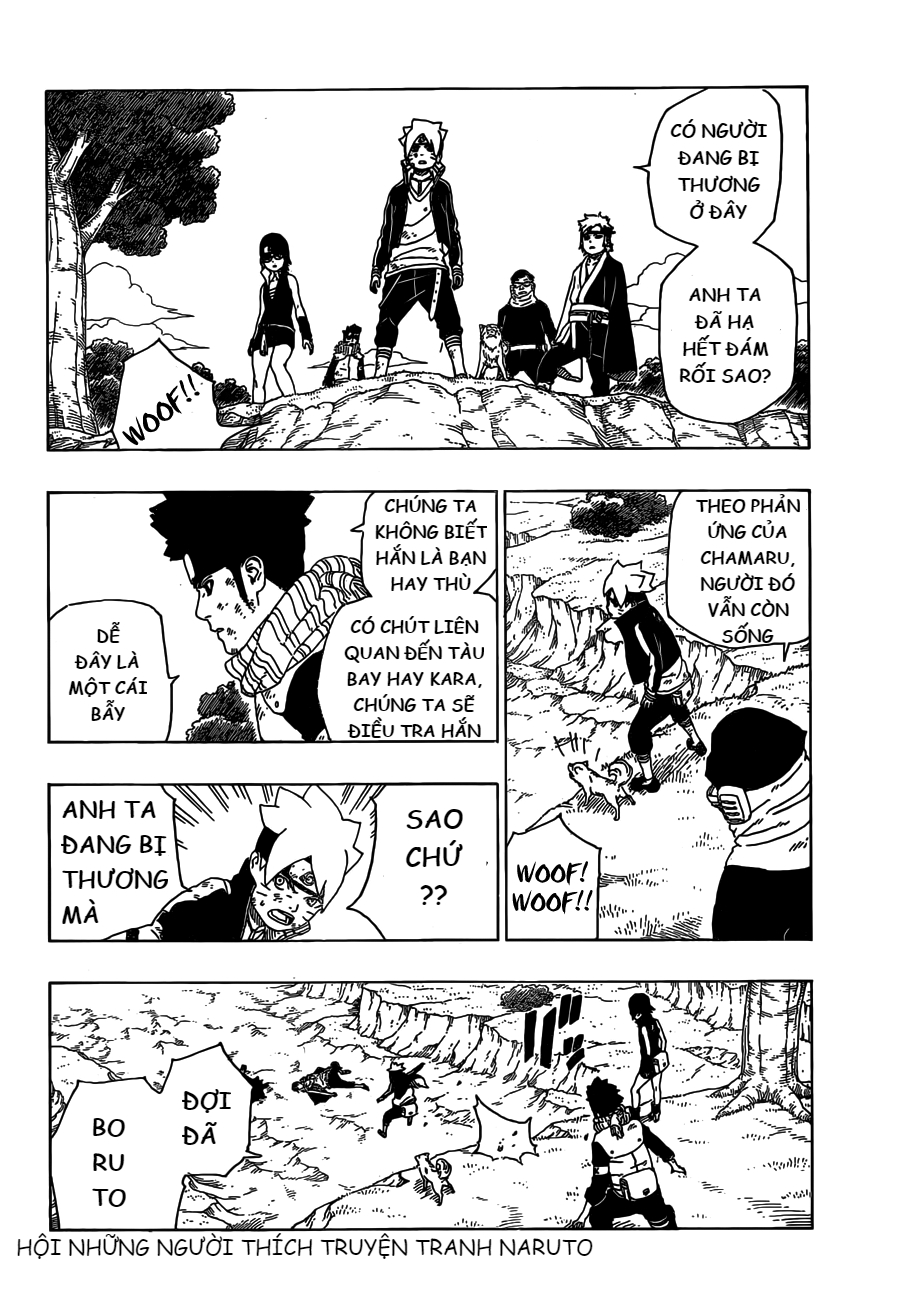 CÓ NGƯỜI
ĐANG BỊ
THƯƠNG
Ở ĐÂY
ANH TA
ĐÃ HẠ
HẾT ĐÁM
RỐI SAO?
WOOF!!
THEO PHẢN
ỨNG CỦA
CHAMARU,
NGƯỜI ĐÓ
VẪN CÒN
SỐNG
WOOF!
WOOF!!
CHÚNG TA
KHÔNG BIẾT
HẮN LÀ BẠN
HAY THÙ
CÓ CHÚT LIÊN
QUAN ĐẾN TÀU
BAY HAY KARA,
CHÚNG TA SẼ
ĐIỀU TRA HẮN
DỄ
ĐÂY LÀ
MỘT CÁI
BẪY
SAO
CHỨ
??
ANH TA
ĐANG BỊ
THƯƠNG
MÀ
ĐỢI
ĐÃ
BO
RU
TO
HỘI NHỮNG NGƯỜI THÍCH TRUYỆN TRANH NARUTO